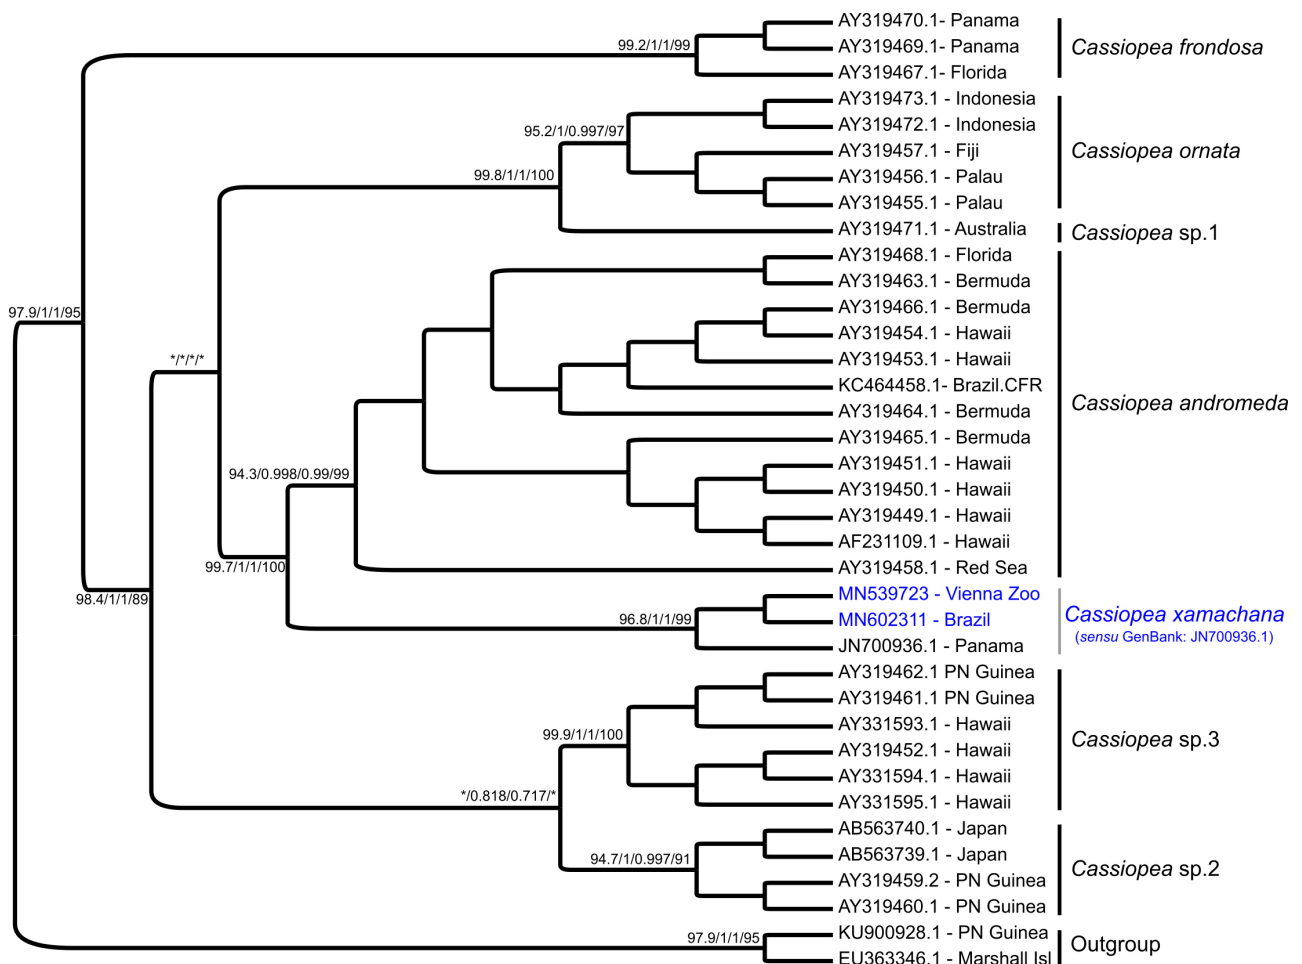 AY319470.1- Panama
99.2/1/1/99
AY319469.1- Panama
Cassiopea frondosa
AY319467.1- Florida
AY319473.1 - Indonesia
95.2/1/0.997/97
AY319472.1 - Indonesia
AY319457.1 - Fiji
Cassiopea ornata
99.8/1/1/100
AY319456.1 - Palau
AY319455.1 - Palau
AY319471.1 - Australia
Cassiopea sp.1
AY319468.1 - Florida
AY319463.1 - Bermuda
97.9/1/1/95
AY319466.1 - Bermuda
AY319454.1 - Hawaii
*/*/*/*
AY319453.1 - Hawaii
KC464458.1- Brazil.CFR
Cassiopea andromeda
AY319464.1 - Bermuda
AY319465.1 - Bermuda
94.3/0.998/0.99/99
AY319451.1 - Hawaii
AY319450.1 - Hawaii
AY319449.1 - Hawaii
AF231109.1 - Hawaii
99.7/1/1/100
AY319458.1 - Red Sea
98.4/1/1/89
MN539723 - Vienna Zoo
96.8/1/1/99
MN602311 - Brazil
Cassiopea xamachana
(sensu GenBank: JN700936.1)
JN700936.1 - Panama
AY319462.1 PN Guinea
AY319461.1 PN Guinea
AY331593.1 - Hawaii
99.9/1/1/100
Cassiopea sp.3
AY319452.1 - Hawaii
AY331594.1 - Hawaii
*/0.818/0.717/*
AY331595.1 - Hawaii
AB563740.1 - Japan
94.7/1/0.997/91
AB563739.1 - Japan
Cassiopea sp.2
AY319459.2 - PN Guinea
AY319460.1 - PN Guinea
97.9/1/1/95
KU900928.1 - PN Guinea
Outgroup
EU363346.1 - Marshall Isl